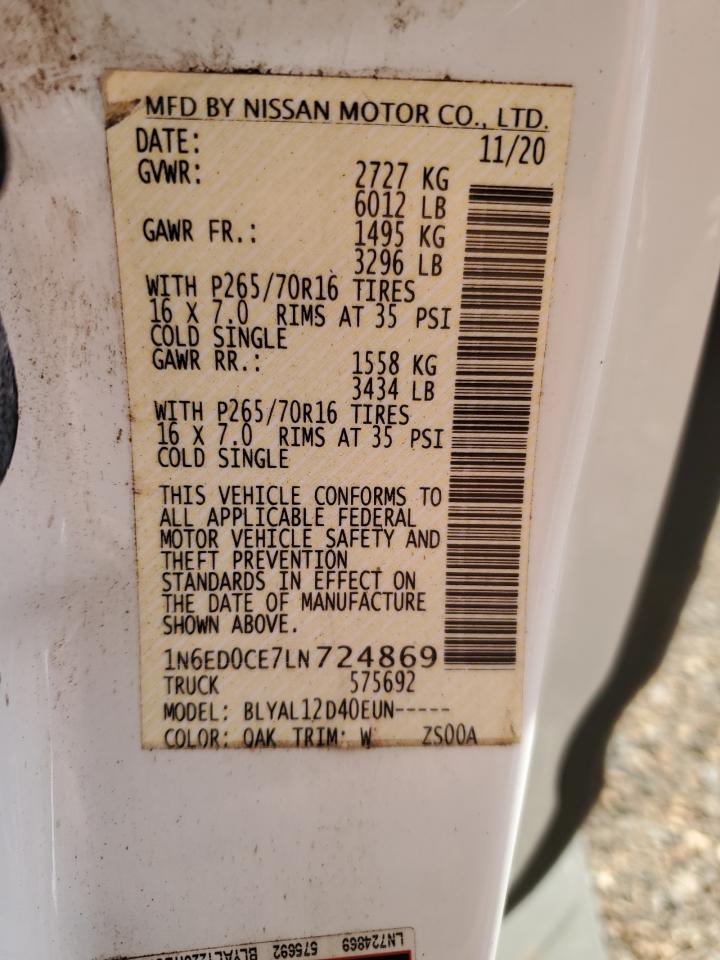 MFD BY NISSAN MOTOR CO., LTD.
DATE: 11/20
GVWR: 2727 KG
6012 LB
GAWR FR.: 1495 KG
3296 LB
WITH P265/70R16 TIRES
16 X 7.0 RIMS AT 35 PSI
COLD SINGLE
GAWR RR.: 1558 KG
3434 LB
WITH P265/70R16 TIRES
16 X 7.0 RIMS AT 35 PSI
COLD SINGLE
THIS VEHICLE CONFORMS TO
ALL APPLICABLE FEDERAL
MOTOR VEHICLE SAFETY AND
THEFT PREVENTION
STANDARDS IN EFFECT ON
THE DATE OF MANUFACTURE
SHOWN ABOVE.
1N6ED0CE7LN724869
TRUCK 575692
MODEL: BLYAL12D40EUN-----
COLOR: QAK TRIM: W ZS00A
LN724869 575692